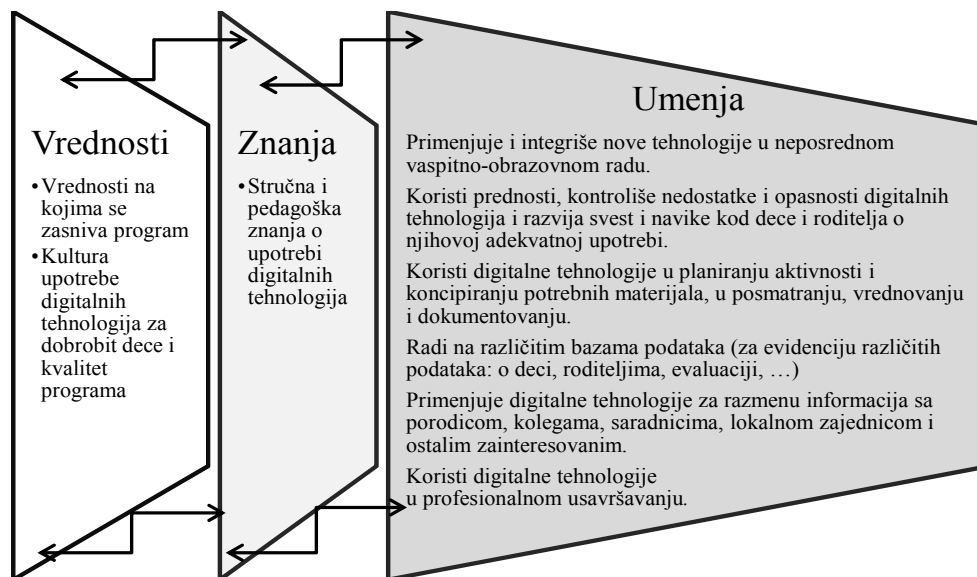 Vrednosti
•Vrednosti na
kojima se
zasniva program
•Kultura
upotrebe
digitalnih
tehnologija za
dobrobit dece i
kvalitet
programa
Znanja
•Stručna i
pedagoška
znanja o
upotrebi
digitalnih
tehnologija
Umenja
Primenjuje i integriše nove tehnologije u neposrednom
vaspitno-obrazovnom radu.
Koristi prednosti, kontroliše nedostatke i opasnosti digitalnih
tehnologija i razvija svest i navike kod dece i roditelja o
njihovoj adekvatnoj upotrebi.
Koristi digitalne tehnologije u planiranju aktivnosti i
koncipiranju potrebnih materijala, u posmatranju, vrednovanju
i dokumentovanju.
Radi na različitim bazama podataka (za evidenciju različitih
podataka: o deci, roditeljima, evaluaciji, …)
Primenjuje digitalne tehnologije za razmenu informacija sa
porodicom, kolegama, saradnicima, lokalnom zajednicom i
ostalim zainteresovanim.
Koristi digitalne tehnologije
u profesionalnom usavršavanju.